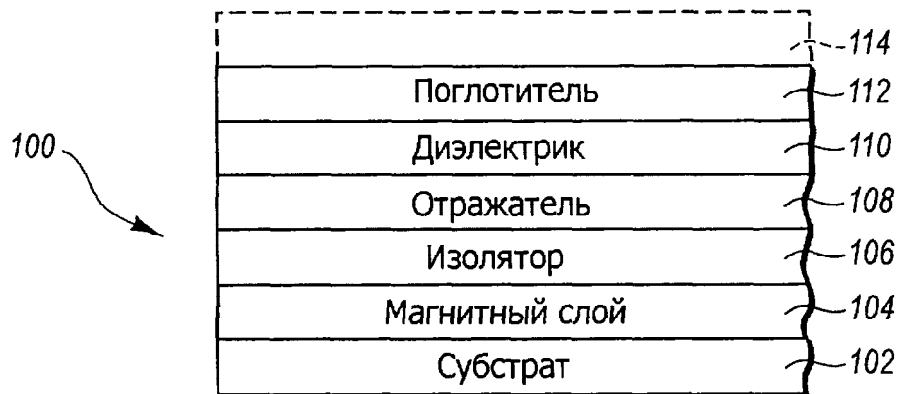 114
Поглотитель 112
100
Диэлектрик 110
Отражатель 108
Изолятор 106
Магнитный слой 104
Субстрат 102